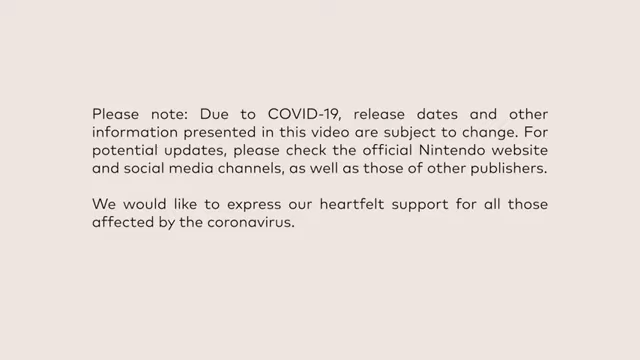 Please note: Due to COVID-19, release dates and other
information presented in this video are subject to change. For
potential updates, please check the official Nintendo website
and social media channels, as well as those of other publishers.
We would like to express our heartfelt support for all those
affected by the coronavirus.